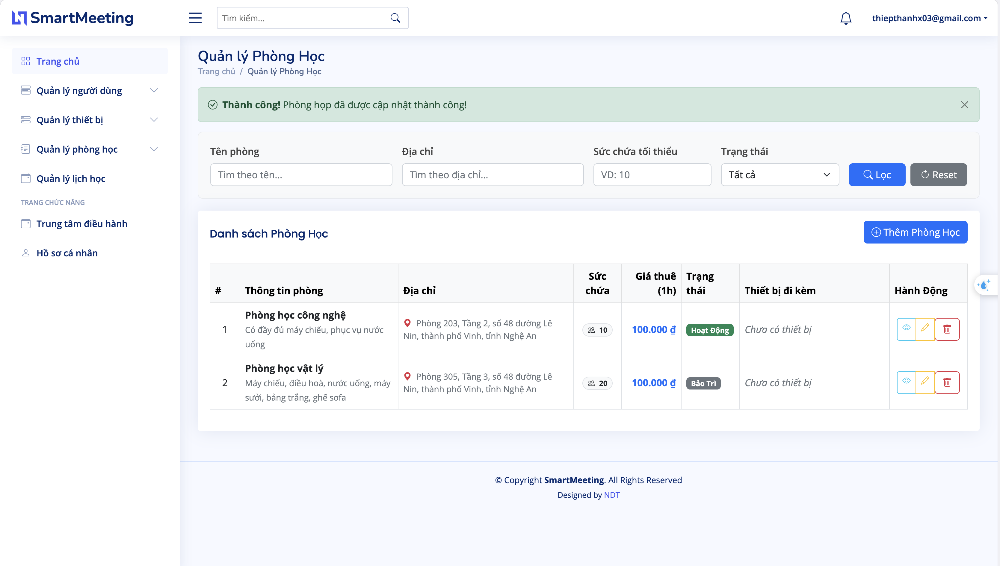 SmartMeeting
Tìm kiếm...
thiepthanhx03@gmail.com
Trang chủ
Quản lý người dùng
Quản lý thiết bị
Quản lý phòng học
Quản lý lịch học
TRANG CHỨC NĂNG
Trung tâm điều hành
Hồ sơ cá nhân
Quản lý Phòng Học
Trang chủ / Quản lý Phòng Học
Thành công! Phòng họp đã được cập nhật thành công!
Tên phòng
Tìm theo tên...
Địa chỉ
Tìm theo địa chỉ...
Sức chứa tối thiểu
VD: 10
Trạng thái
Tất cả
Lọc
Reset
Danh sách Phòng Học
Thêm Phòng Học
#
Thông tin phòng
Địa chỉ
Sức
chứa
Giá thuê
(1h)
Trạng
thái
Thiết bị đi kèm
Hành Động
1
Phòng học công nghệ
Có đầy đủ máy chiếu, phục vụ nước
uống
Phòng 203, Tầng 2, số 48 đường Lê
Nin, thành phố Vinh, tỉnh Nghệ An
10
100.000 ₫
Hoạt Động
Chưa có thiết bị
2
Phòng học vật lý
Máy chiếu, điều hoà, nước uống, máy
sưởi, bảng trắng, ghế sofa
Phòng 305, Tầng 3, số 48 đường Lê
Nin, thành phố Vinh, tỉnh Nghệ An
20
100.000 ₫
Bảo Trì
Chưa có thiết bị
© Copyright SmartMeeting. All Rights Reserved
Designed by NDT